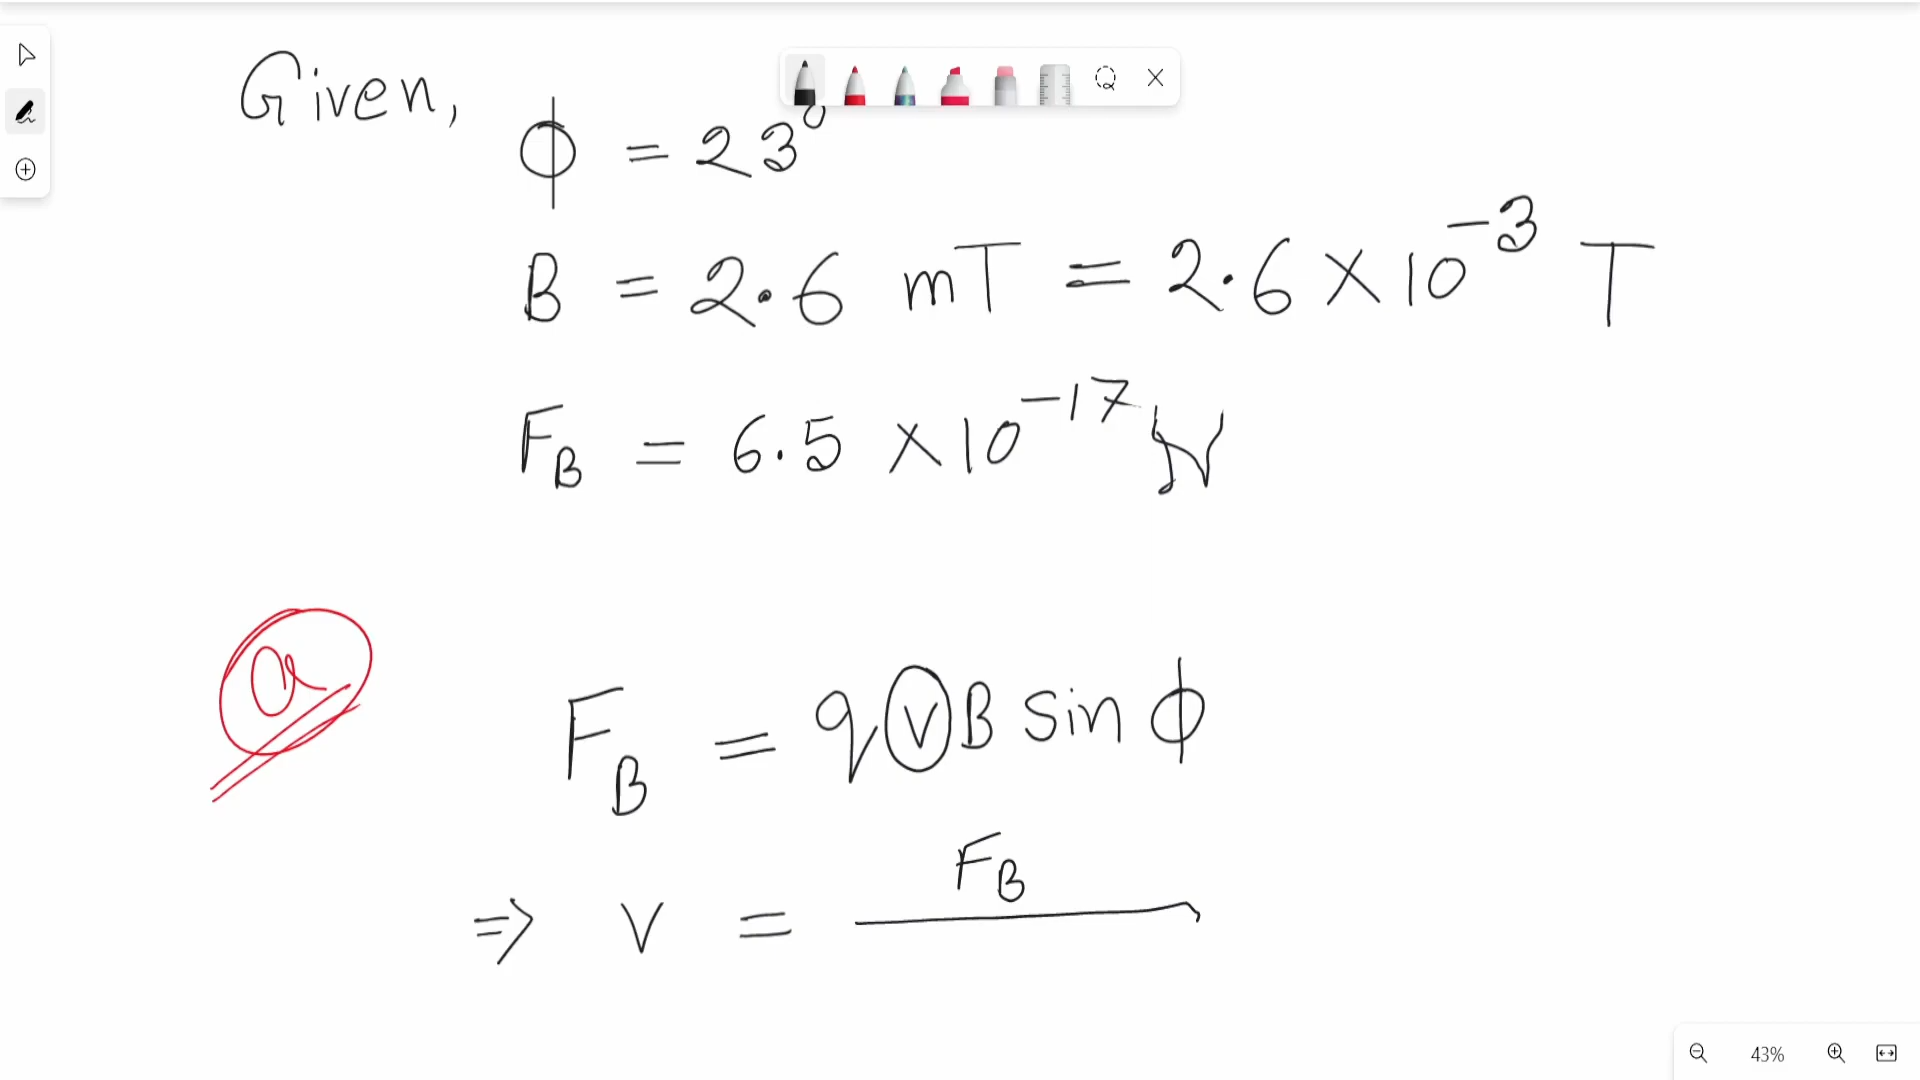 Given,
ϕ = 23°
B = 2.6 mT = 2.6 × 10⁻³ T
F_B = 6.5 × 10⁻¹⁷ N
a
F_B = qvB sin ϕ
⇒ v = F_B
43%